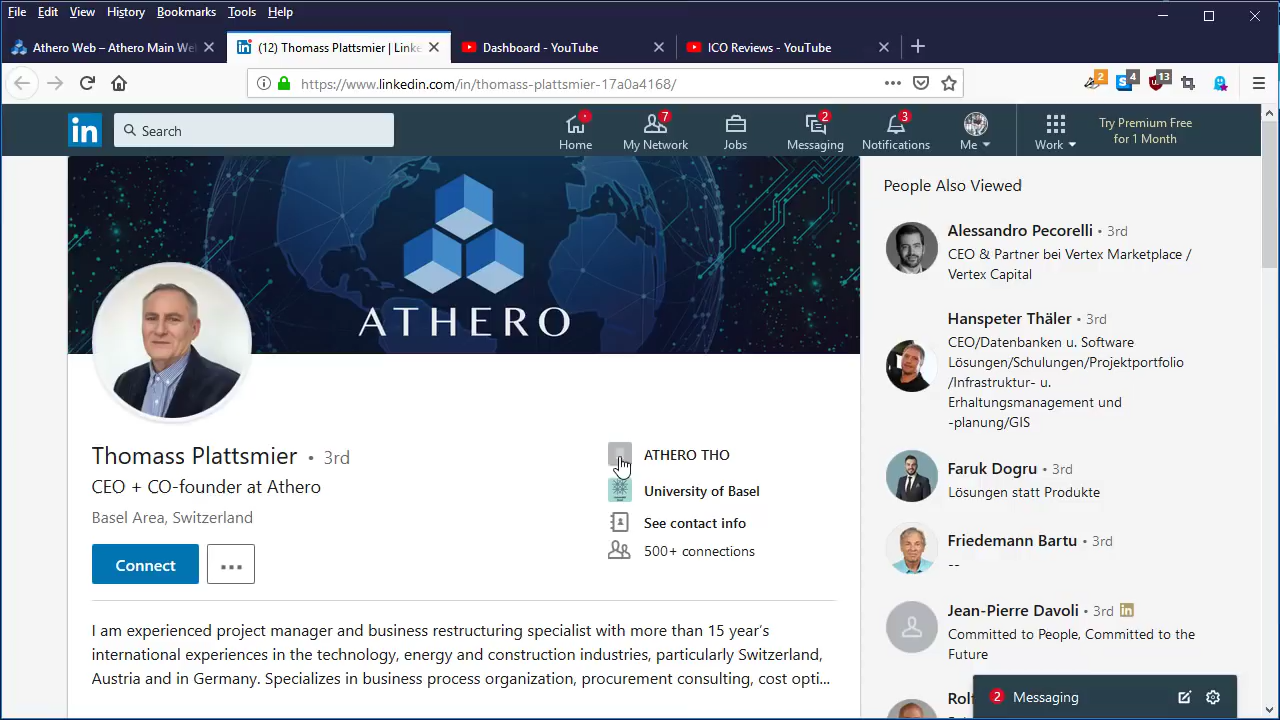 File Edit View History Bookmarks Tools Help
Athero Web – Athero Main We
(12) Thomass Plattsmier | Linke
Dashboard - YouTube
ICO Reviews - YouTube
https://www.linkedin.com/in/thomass-plattsmier-17a0a4168/
2
4
13
in
Search
Home
7
My Network
Jobs
2
Messaging
3
Notifications
Me
Work
Try Premium Free
for 1 Month
ATHERO
Thomass Plattsmier • 3rd
CEO + CO-founder at Athero
Basel Area, Switzerland
Connect
...
ATHERO THO
University of Basel
See contact info
500+ connections
I am experienced project manager and business restructuring specialist with more than 15 year's
international experiences in the technology, energy and construction industries, particularly Switzerland,
Austria and in Germany. Specializes in business process organization, procurement consulting, cost opti...
People Also Viewed
Alessandro Pecorelli • 3rd
CEO & Partner bei Vertex Marketplace /
Vertex Capital
Hanspeter Thäler • 3rd
CEO/Datenbanken u. Software
Lösungen/Schulungen/Projektportfolio
/Infrastruktur- u.
Erhaltungsmanagement und
-planung/GIS
Faruk Dogru • 3rd
Lösungen statt Produkte
Friedemann Bartu • 3rd
--
Jean-Pierre Davoli • 3rd in
Committed to People, Committed to the
Future
2 Messaging